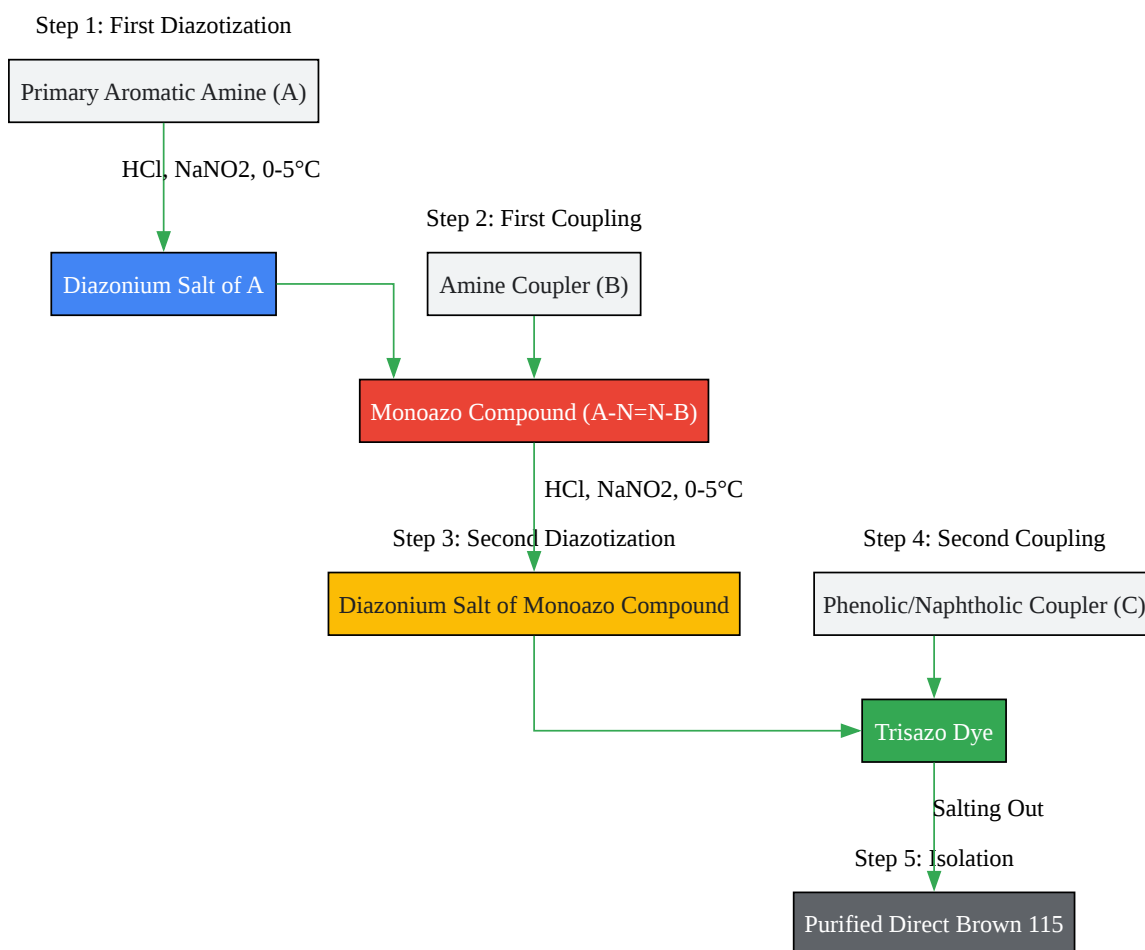 Step 1: First Diazotization
Primary Aromatic Amine (A)
HCl, NaNO2, 0-5°C
Step 2: First Coupling
Diazonium Salt of A
Amine Coupler (B)
Monoazo Compound (A-N=N-B)
HCl, NaNO2, 0-5°C
Step 3: Second Diazotization
Step 4: Second Coupling
Diazonium Salt of Monoazo Compound
Phenolic/Naphtholic Coupler (C)
Trisazo Dye
Salting Out
Step 5: Isolation
Purified Direct Brown 115